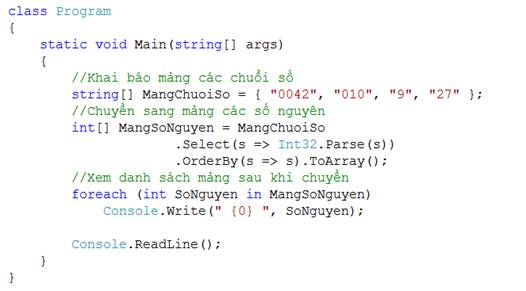 class Program
{
    static void Main(string[] args)
    {
        //Khai báo mảng các chuỗi số
        string[] MangChuoiSo = { "0042", "010", "9", "27" };
        //Chuyển sang mảng các số nguyên
        int[] MangSoNguyen = MangChuoiSo
                     .Select(s => Int32.Parse(s))
                     .OrderBy(s => s).ToArray();
        //Xem danh sách mảng sau khi chuyển
        foreach (int SoNguyen in MangSoNguyen)
            Console.Write(" {0} ", SoNguyen);
        Console.ReadLine();
    }
}